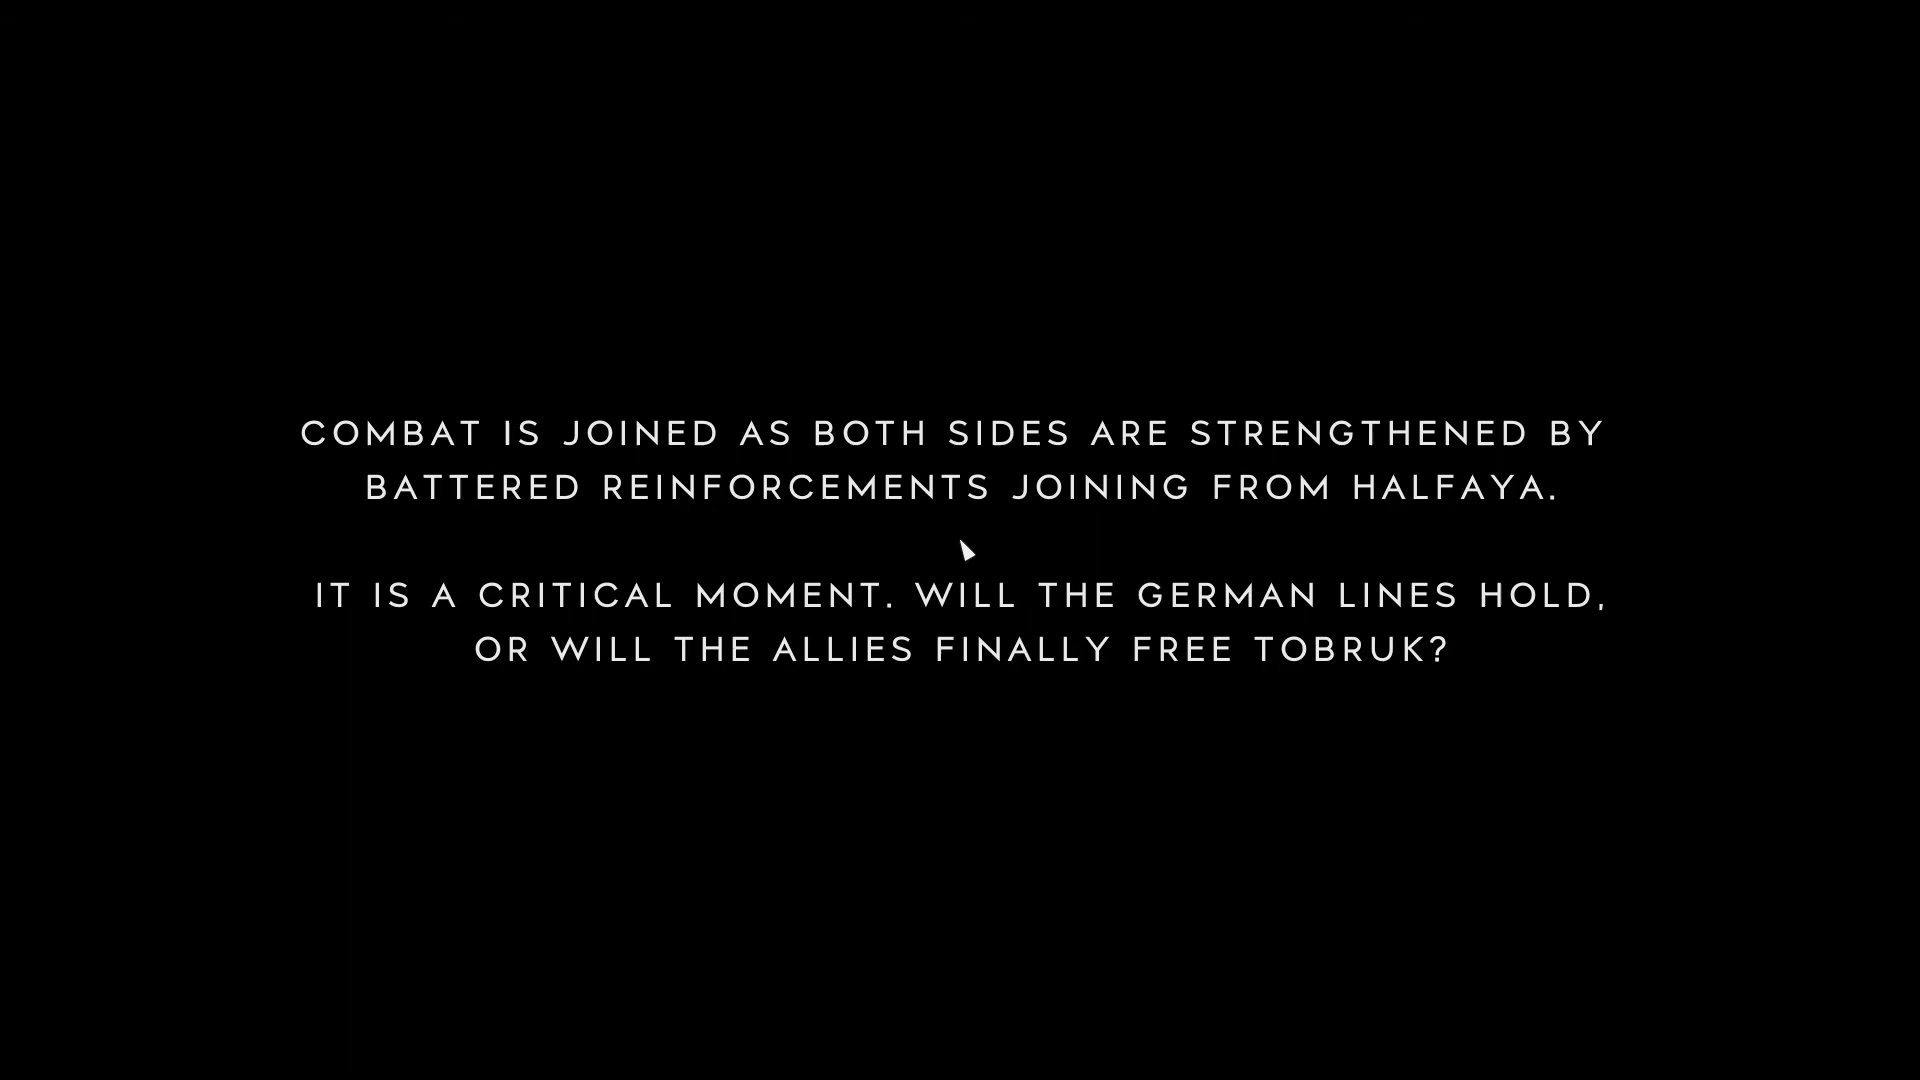 COMBAT IS JOINED AS BOTH SIDES ARE STRENGTHENED BY
BATTERED REINFORCEMENTS JOINING FROM HALFAYA.
IT IS A CRITICAL MOMENT. WILL THE GERMAN LINES HOLD,
OR WILL THE ALLIES FINALLY FREE TOBRUK?